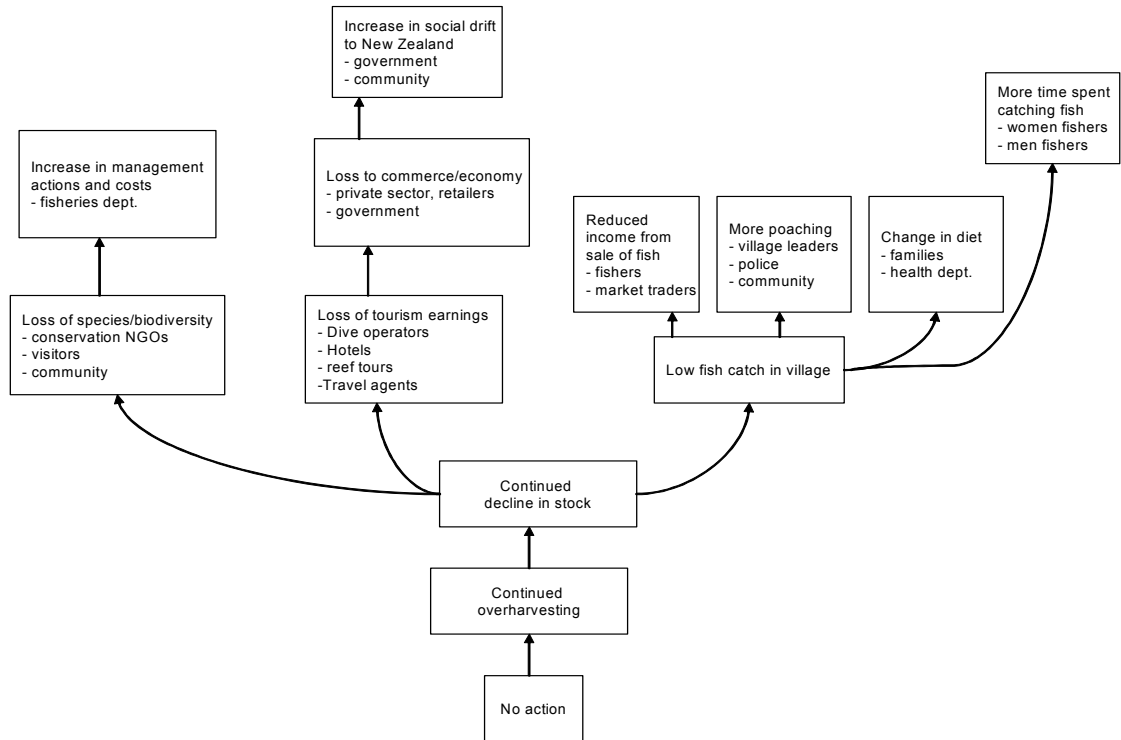 Increase in social drift
to New Zealand
- government
- community
More time spent
catching fish
- women fishers
- men fishers
Increase in management
actions and costs
- fisheries dept.
Loss to commerce/economy
- private sector, retailers
- government
Reduced
income from
sale of fish
- fishers
- market traders
More poaching
- village leaders
- police
- community
Change in diet
- families
- health dept.
Loss of species/biodiversity
- conservation NGOs
- visitors
- community
Loss of tourism earnings
- Dive operators
- Hotels
- reef tours
-Travel agents
Low fish catch in village
Continued
decline in stock
Continued
overharvesting
No action